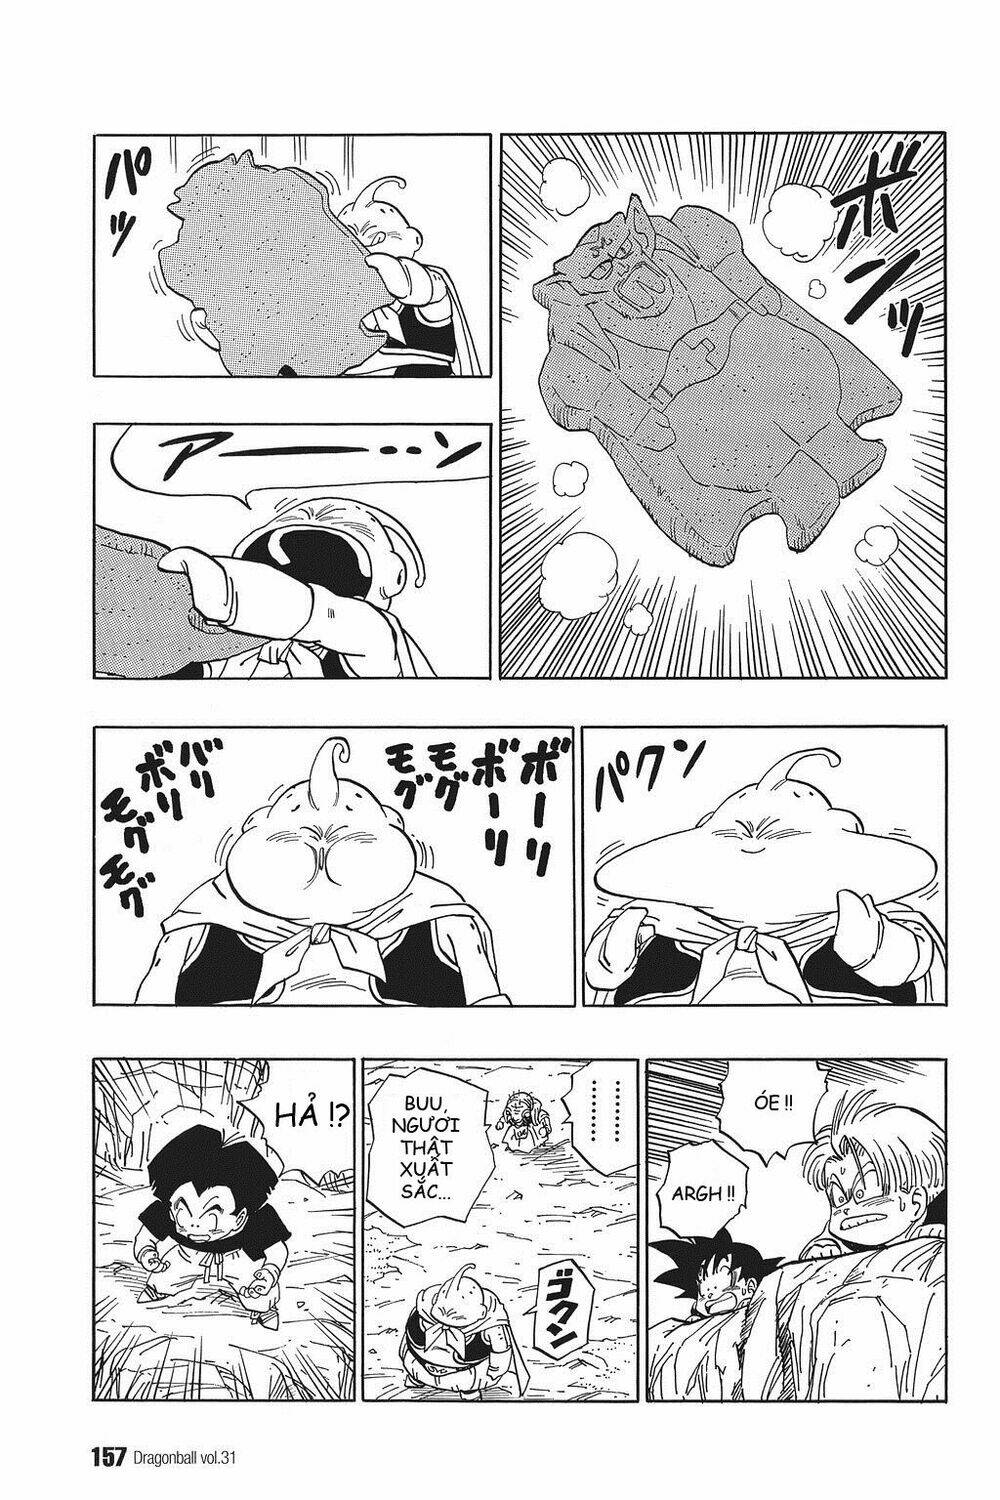 ボンッ
パッ
アー‥ン
パクン
ボーリ
ボーリ
モグ
モグ
バリ
ボリ
モグ
モグ
ÓE !!
ARGH !!
........
BUU,
NGƯƠI
THẬT
XUẤT
SẮC...
ゴクン
HẢ !?
157 Dragonball vol.31